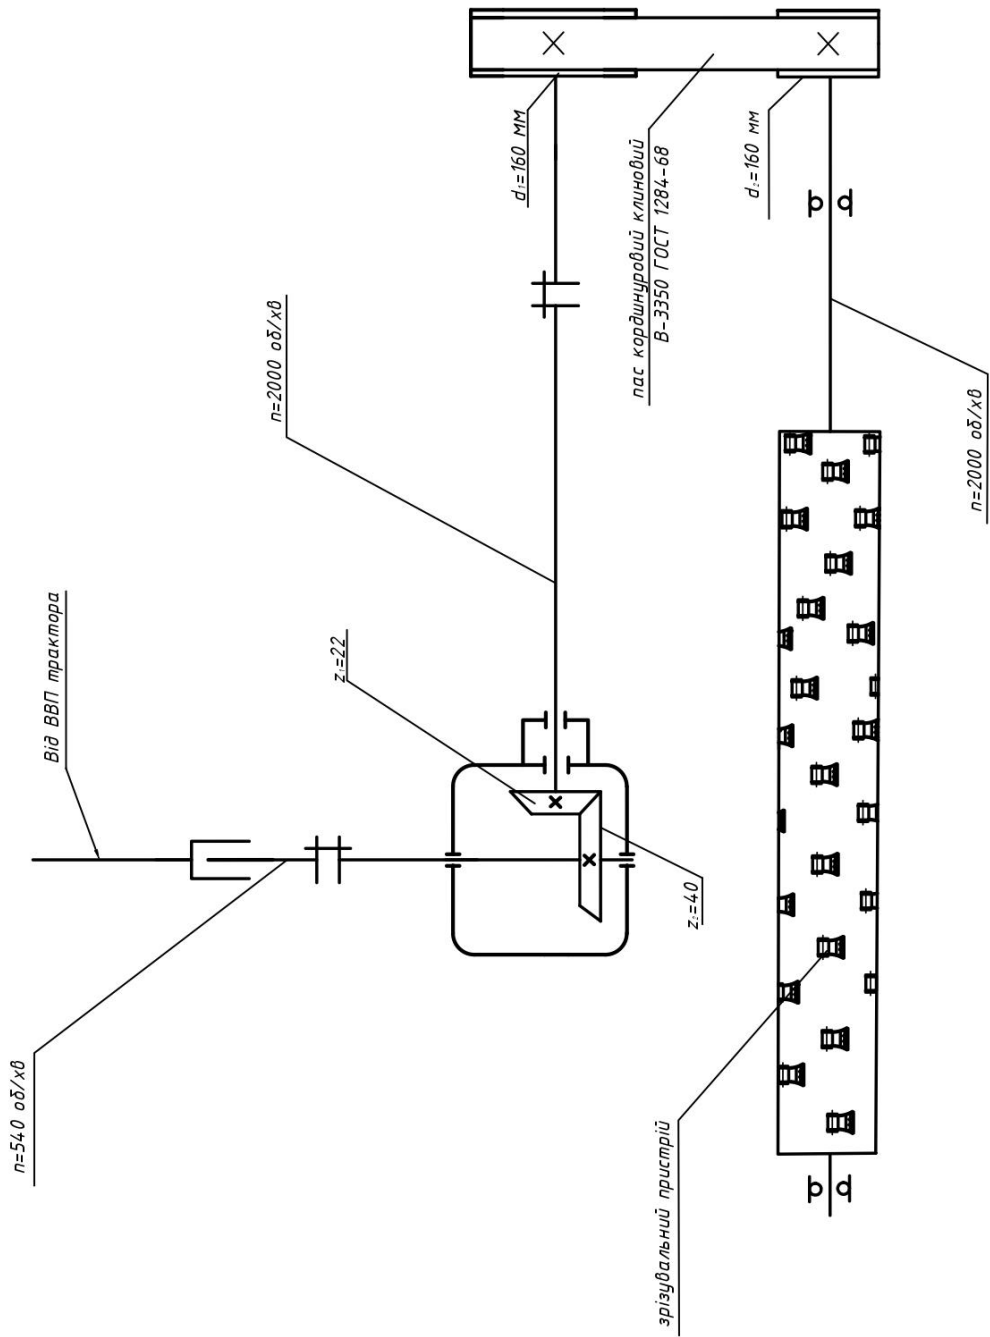 n=540 об/хв
Від ВВП трактора
n=2000 об/хв
z₁=22
z₂=40
d₁=160 мм
пас кордшнуровий клиновий
В-3350 ГОСТ 1284-68
d₂=160 мм
n=2000 об/хв
зрізувальний пристрій